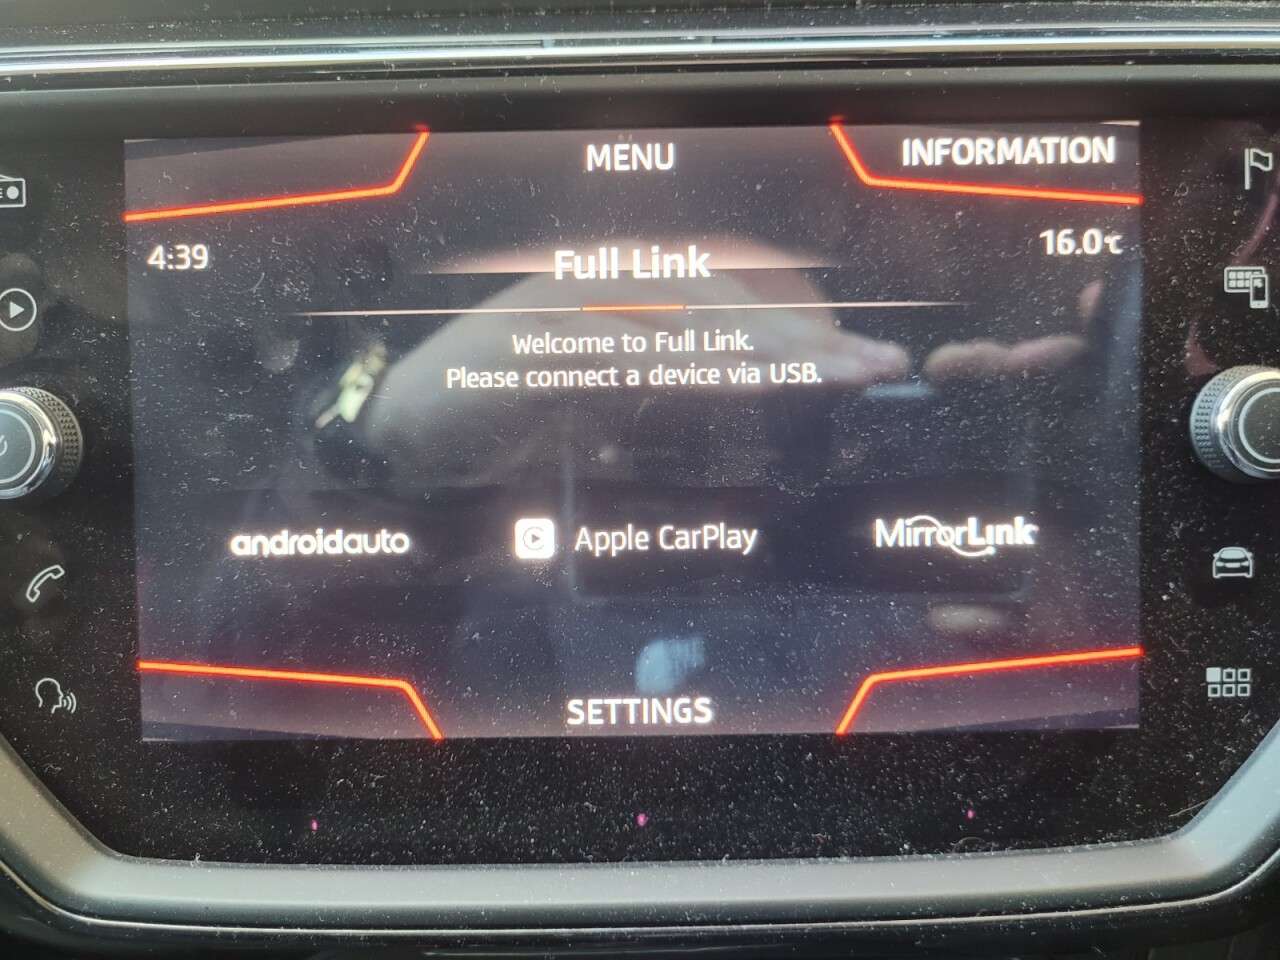 MENU
INFORMATION
4:39
16.0℃
Full Link
Welcome to Full Link.
Please connect a device via USB.
androidauto
Apple CarPlay
MirrorLink
SETTINGS